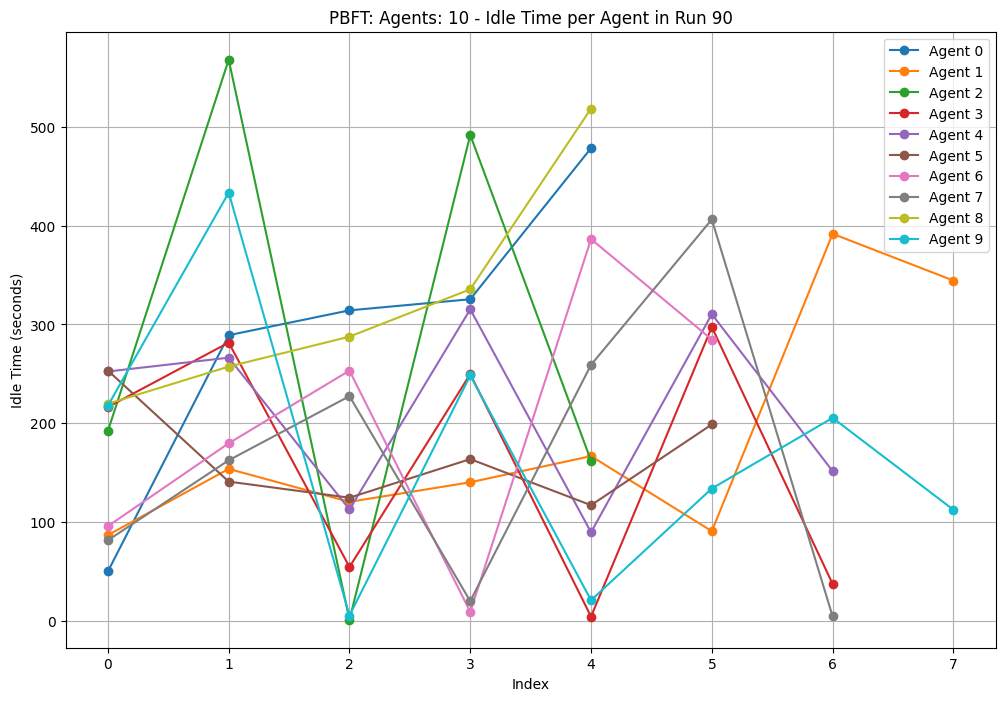 PBFT: Agents: 10 - Idle Time per Agent in Run 90
Idle Time (seconds)
500
400
300
200
100
0
0 1 2 3 4 5 6 7
Index
Agent 0
Agent 1
Agent 2
Agent 3
Agent 4
Agent 5
Agent 6
Agent 7
Agent 8
Agent 9